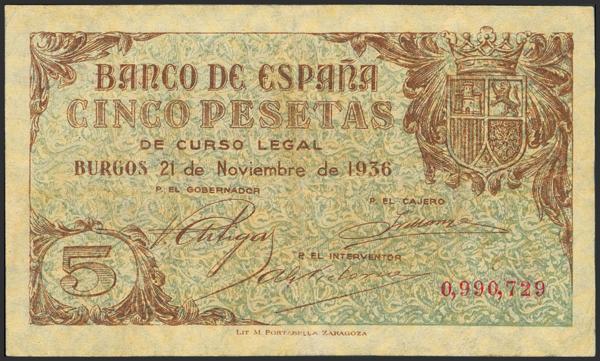 BANCO DE ESPAÑA
CINCO PESETAS
DE CURSO LEGAL
BURGOS 21 de Noviembre de 1936
P. EL GOBERNADOR
P. EL CAJERO
P. EL INTERVENTOR
5
0,990,729
LIT M. PORTABELLA ZARAGOZA